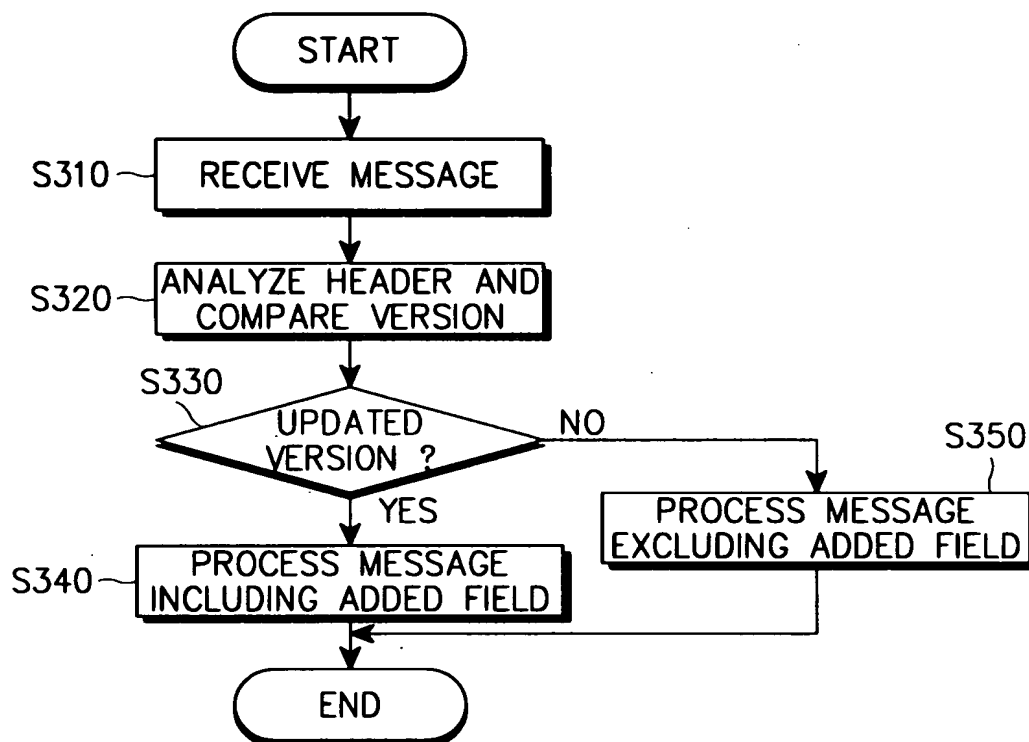 START
S310
RECEIVE MESSAGE
S320
ANALYZE HEADER AND
COMPARE VERSION
S330
UPDATED
VERSION ?
NO
YES
S350
PROCESS MESSAGE
EXCLUDING ADDED FIELD
S340
PROCESS MESSAGE
INCLUDING ADDED FIELD
END